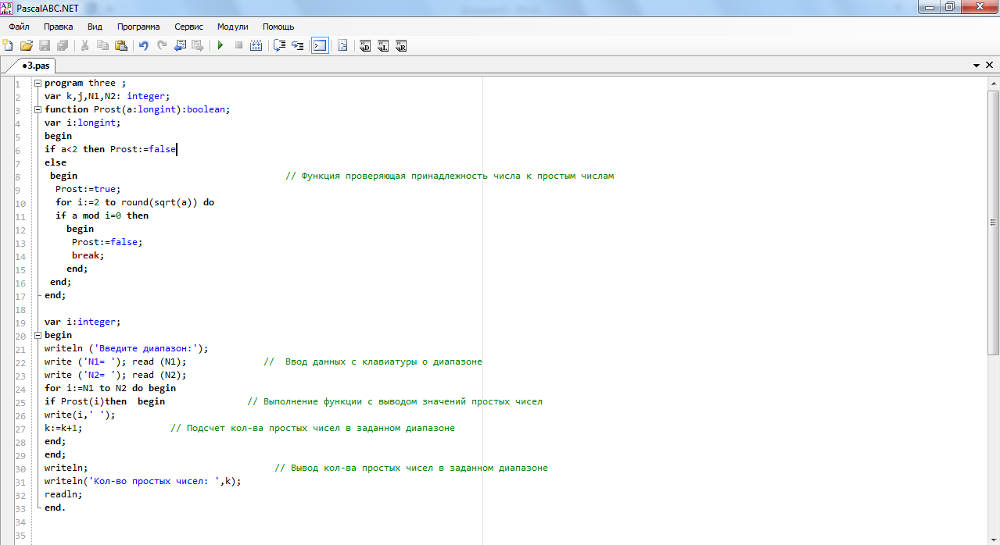 PascalABC.NET
Файл Правка Вид Программа Сервис Модули Помощь
•3.pas
1 program three ;
2 var k,j,N1,N2: integer;
3 function Prost(a:longint):boolean;
4 var i:longint;
5 begin
6 if a<2 then Prost:=false
7 else
8 begin // Функция проверяющая принадлежность числа к простым числам
9 Prost:=true;
10 for i:=2 to round(sqrt(a)) do
11 if a mod i=0 then
12 begin
13 Prost:=false;
14 break;
15 end;
16 end;
17 end;
18
19 var i:integer;
20 begin
21 writeln ('Введите диапазон:');
22 write ('N1= '); read (N1); // Ввод данных с клавиатуры о диапазоне
23 write ('N2= '); read (N2);
24 for i:=N1 to N2 do begin
25 if Prost(i)then begin // Выполнение функции с выводом значений простых чисел
26 write(i,' ');
27 k:=k+1; // Подсчет кол-ва простых чисел в заданном диапазоне
28 end;
29 end;
30 writeln; // Вывод кол-ва простых чисел в заданном диапазоне
31 writeln('Кол-во простых чисел: ',k);
32 readln;
33 end.
34
35